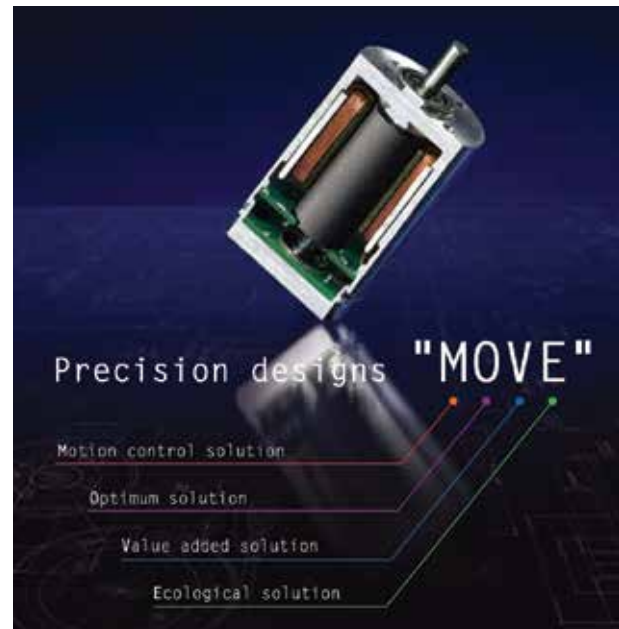 Precision designs "MOVE"
Motion control solution
Optimum solution
Value added solution
Ecological solution